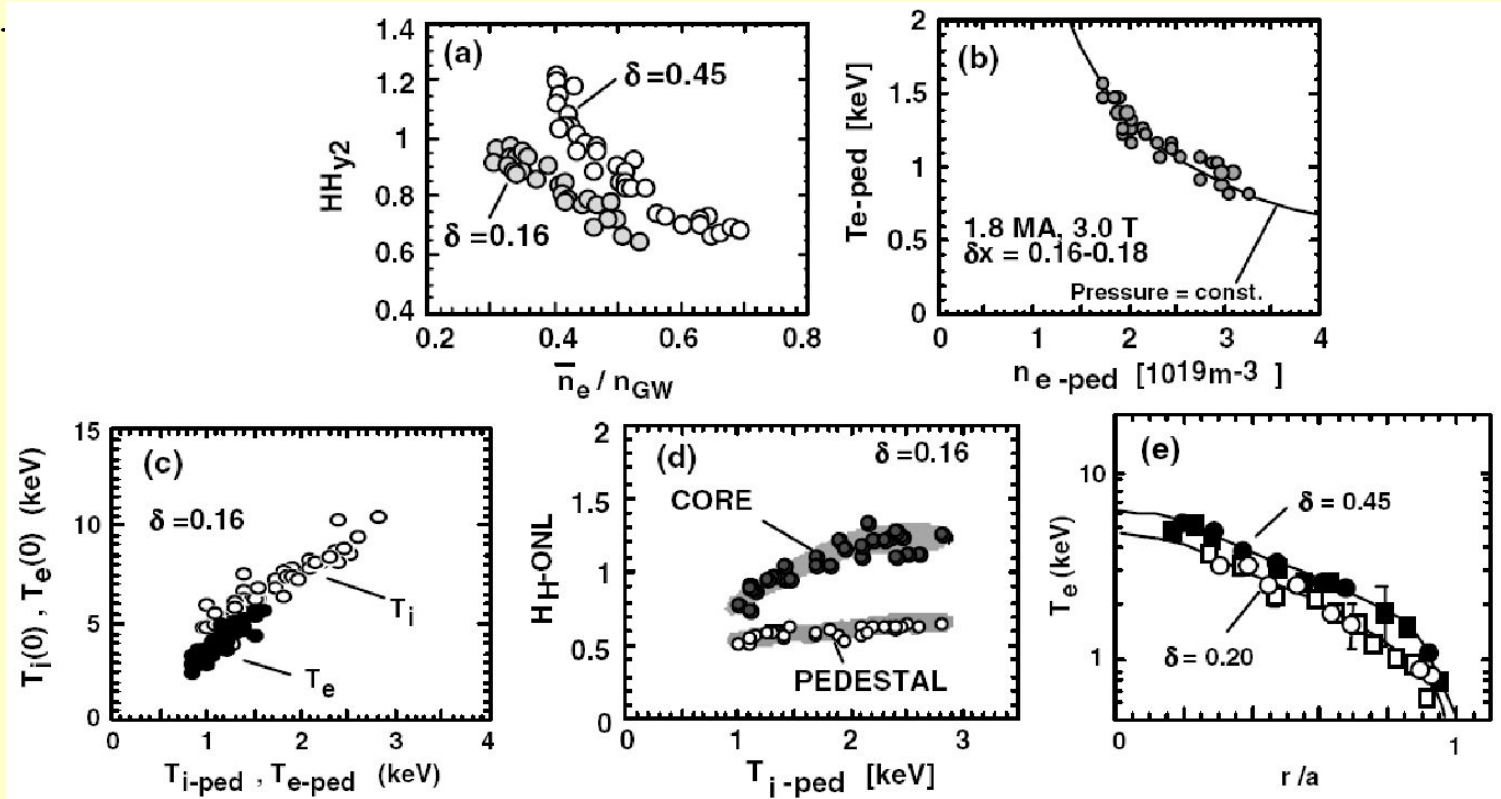 (a)
δ =0.45
δ =0.16
HHy2
1.4
1.2
1
0.8
0.6
0.4
0.2 0.4 0.6 0.8
n̅e / nGW
(b)
Te-ped [keV]
2
1.5
1
0.5
0
1.8 MA, 3.0 T
δx = 0.16-0.18
Pressure = const.
0 1 2 3 4
n e -ped [1019m-3 ]
(c)
δ =0.16
Ti(0) , Te(0) (keV)
15
10
5
0
Ti
Te
0 1 2 3 4
Ti-ped , Te-ped (keV)
(d)
δ =0.16
CORE
HH-ONL
2
1.5
1
0.5
0
PEDESTAL
0 1 2 3
Ti -ped [keV]
(e)
δ = 0.45
Te (keV)
10
1
δ = 0.20
0 1
r /a